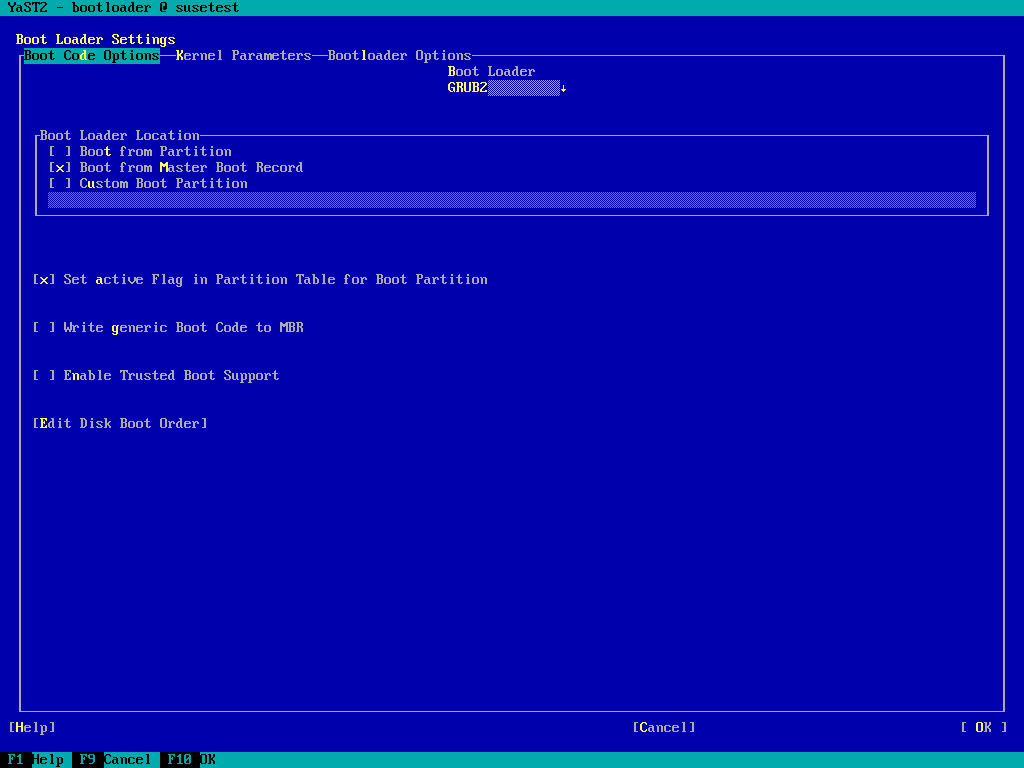 YaST2 - bootloader @ susetest
Boot Loader Settings
Boot Code Options Kernel Parameters Bootloader Options
Boot Loader
GRUB2 ↓
Boot Loader Location
[ ] Boot from Partition
[x] Boot from Master Boot Record
[ ] Custom Boot Partition
[x] Set active Flag in Partition Table for Boot Partition
[ ] Write generic Boot Code to MBR
[ ] Enable Trusted Boot Support
[Edit Disk Boot Order]
[Help] [Cancel] [ OK ]
F1 Help F9 Cancel F10 OK